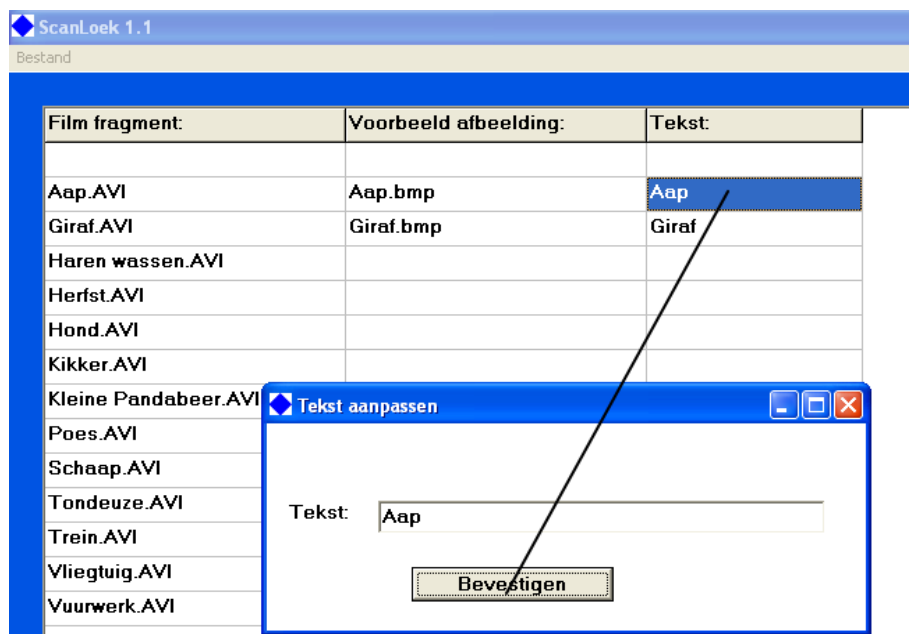 ScanLoek 1.1
Bestand
Film fragment: Voorbeeld afbeelding: Tekst:
Aap.AVI Aap.bmp Aap
Giraf.AVI Giraf.bmp Giraf
Haren wassen.AVI
Herfst.AVI
Hond.AVI
Kikker.AVI
Kleine Pandabeer.AVI
Poes.AVI
Schaap.AVI
Tondeuze.AVI
Trein.AVI
Vliegtuig.AVI
Vuurwerk.AVI
Tekst aanpassen
Tekst: Aap
Bevestigen